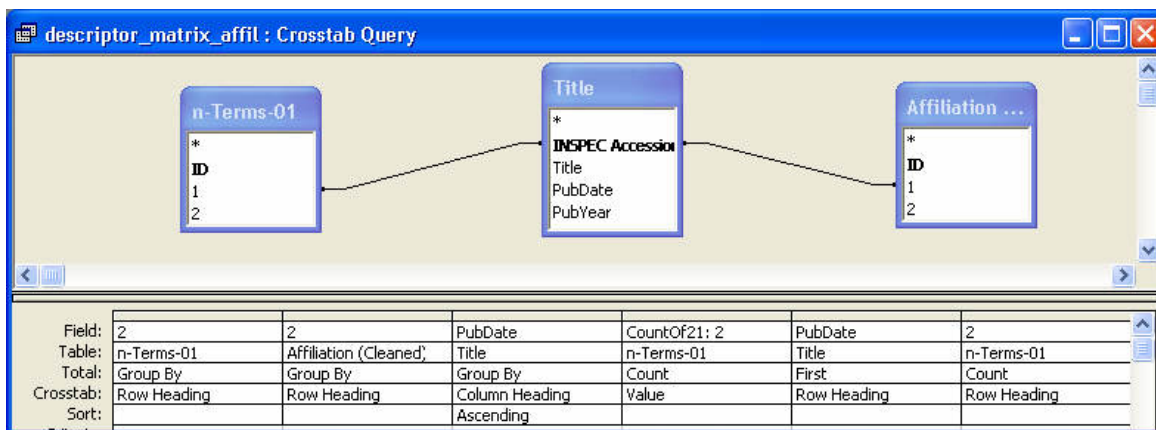 descriptor_matrix_affil : Crosstab Query
n-Terms-01
*
ID
1
2
Title
*
INSPEC Accession
Title
PubDate
PubYear
Affiliation ...
*
ID
1
2
Field: 2 2 PubDate CountOf21: 2 PubDate 2
Table: n-Terms-01 Affiliation (Cleaned) Title n-Terms-01 Title n-Terms-01
Total: Group By Group By Group By Count First Count
Crosstab: Row Heading Row Heading Column Heading Value Row Heading Row Heading
Sort: Ascending